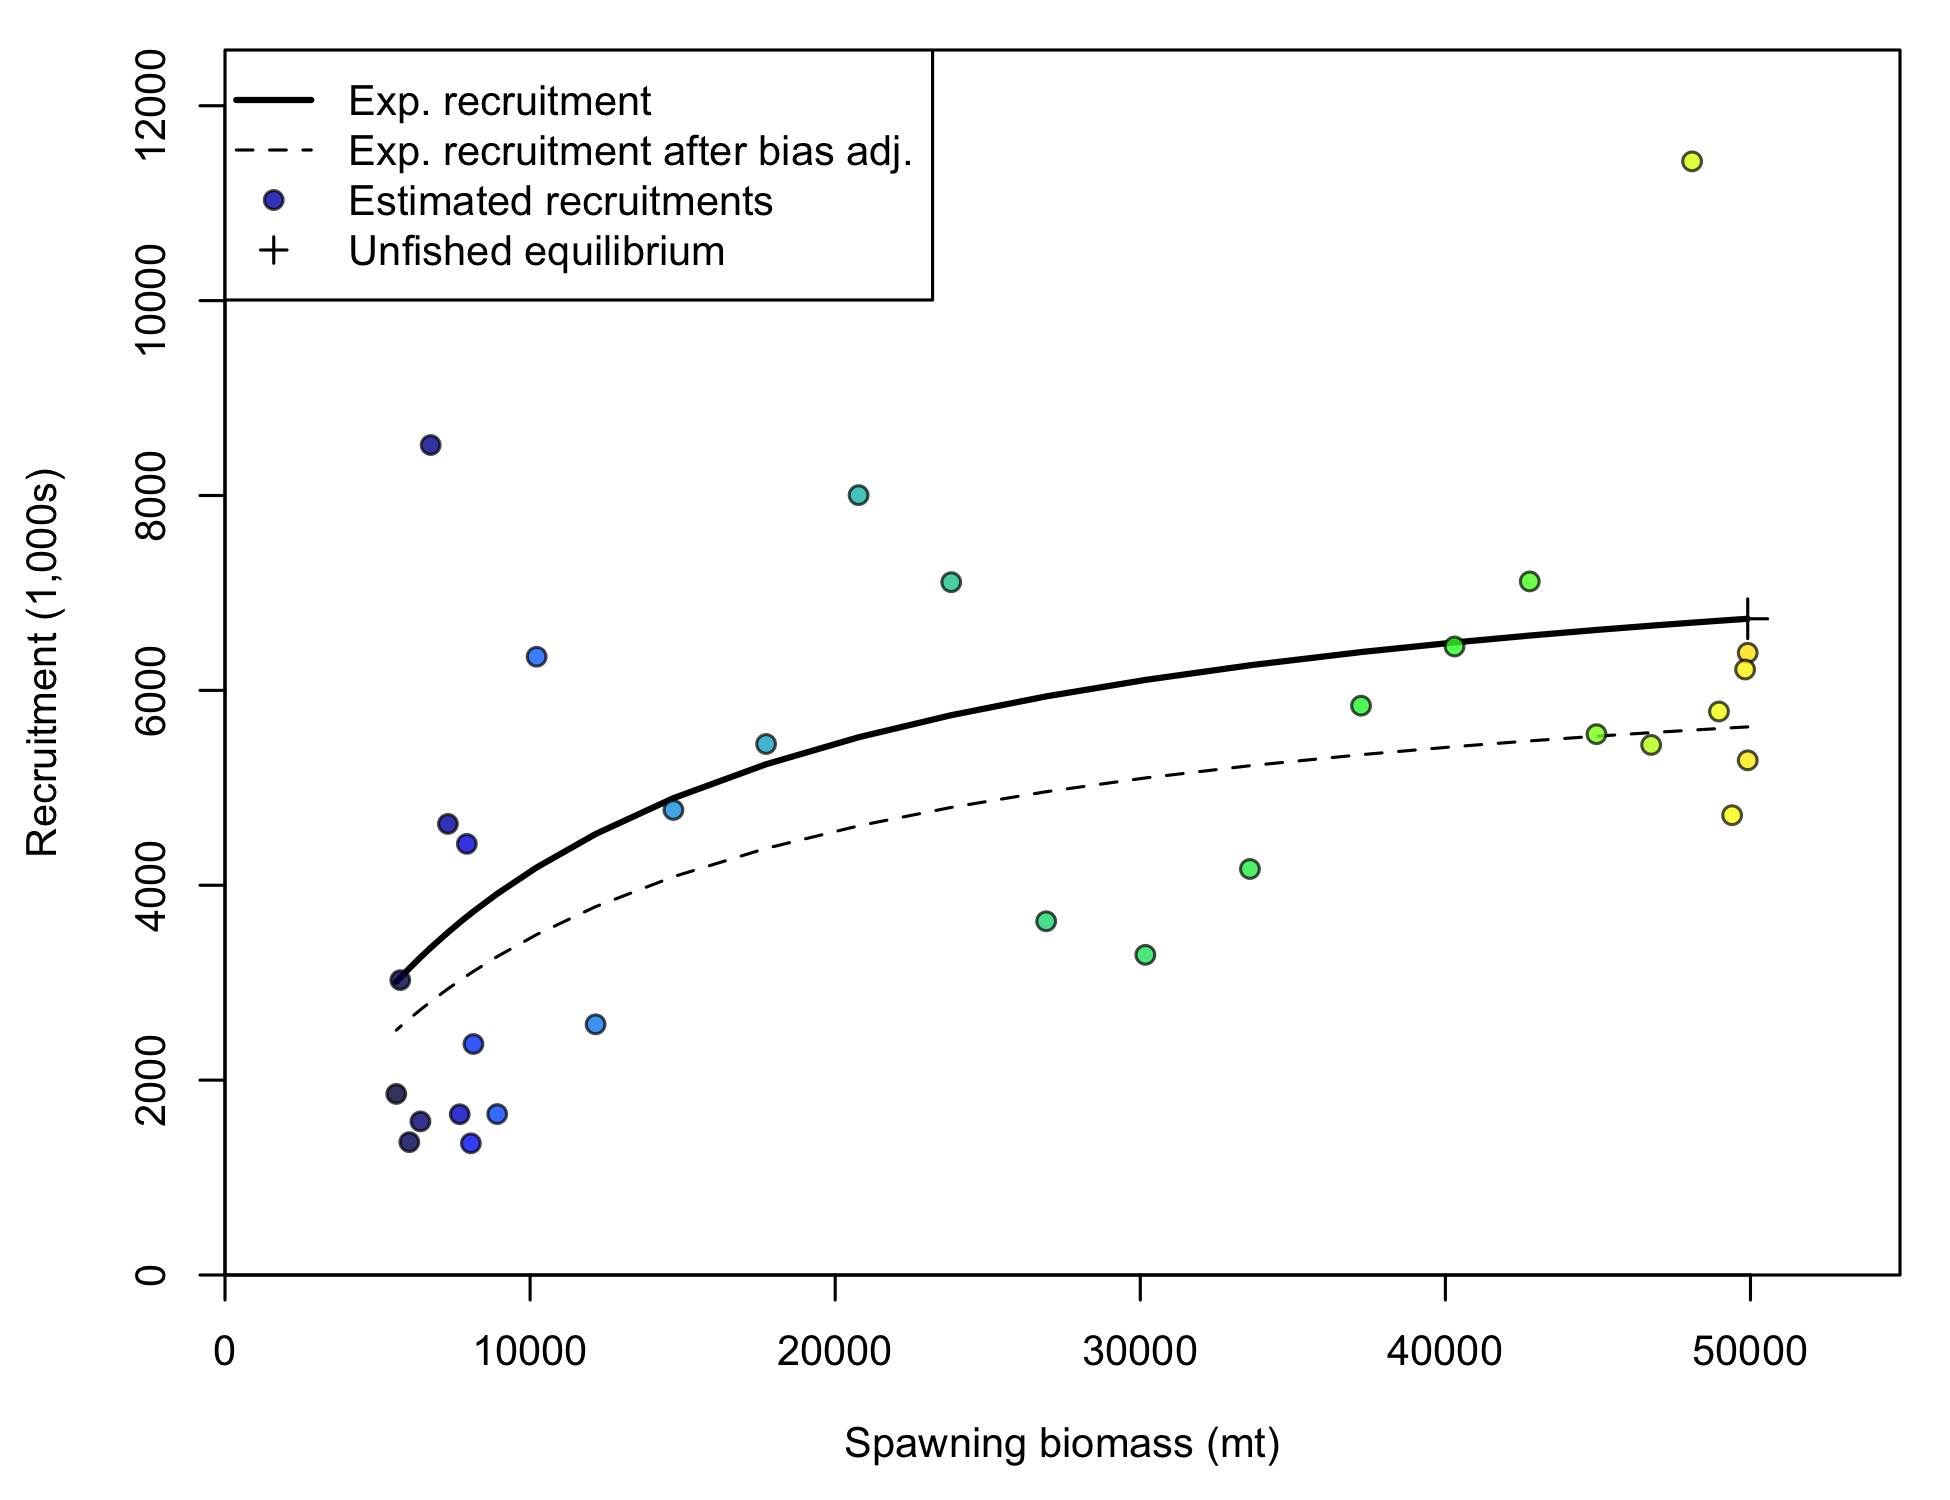 Exp. recruitment
Exp. recruitment after bias adj.
Estimated recruitments
Unfished equilibrium
Recruitment (1,000s)
12000
10000
8000
6000
4000
2000
0
0 10000 20000 30000 40000 50000
Spawning biomass (mt)